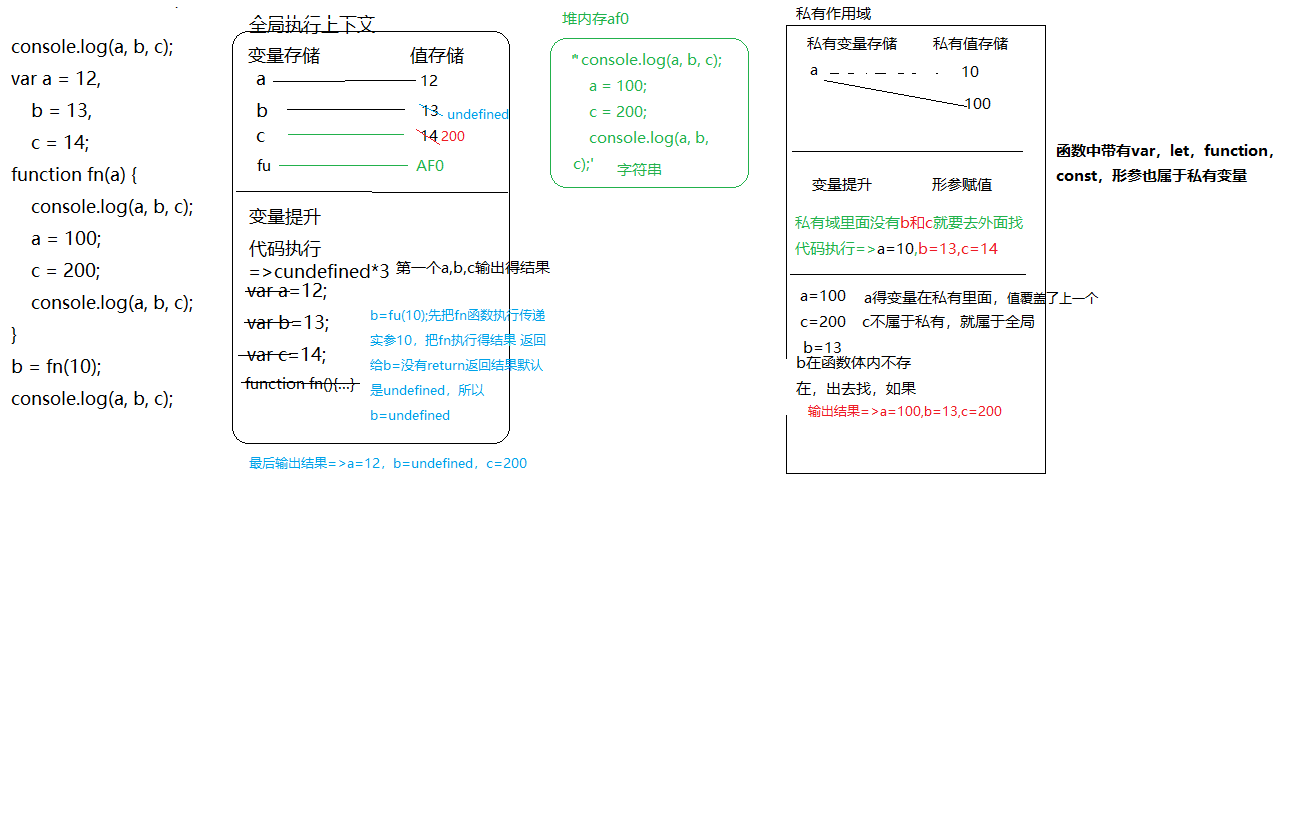 console.log(a, b, c);
var a = 12,
b = 13,
c = 14;
function fn(a) {
console.log(a, b, c);
a = 100;
c = 200;
console.log(a, b, c);
}
b = fn(10);
console.log(a, b, c);
全局执行上下文
变量存储 值存储
a 12
b 13 undefined
c 14 200
fu AF0
变量提升
代码执行
=>cundefined*3 第一个a,b,c输出得结果
var a=12;
var b=13;
var c=14;
function fn(){...}
b=fu(10);先把fn函数执行传递
实参10，把fn执行得结果 返回
给b=没有return返回结果默认
是undefined，所以
b=undefined
最后输出结果=>a=12，b=undefined，c=200
堆内存af0
"console.log(a, b, c);
a = 100;
c = 200;
console.log(a, b,
c);'
字符串
私有作用域
私有变量存储 私有值存储
a 10
100
变量提升 形参赋值
私有域里面没有b和c就要去外面找
代码执行=>a=10,b=13,c=14
a=100 a得变量在私有里面，值覆盖了上一个
c=200 c不属于私有，就属于全局
b=13
b在函数体内不存
在，出去找，如果
输出结果=>a=100,b=13,c=200
函数中带有var，let，function，
const，形参也属于私有变量